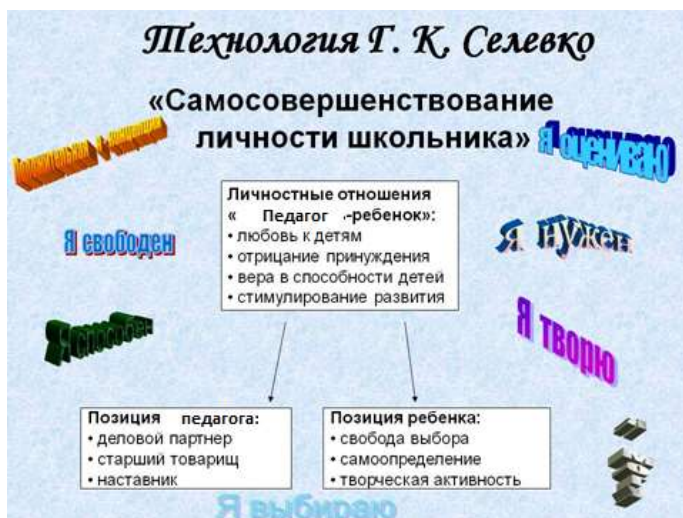 Технология Г. К. Селевко
«Самосовершенствование
личности школьника»
Я оцениваю
Личностные отношения
« Педагог -ребенок»:
• любовь к детям
• отрицание принуждения
• вера в способности детей
• стимулирование развития
Я свободен
Я нужен
Я способен
Я творю
Позиция педагога:
• деловой партнер
• старший товарищ
• наставник
Позиция ребенка:
• свобода выбора
• самоопределение
• творческая активность
Я выбираю